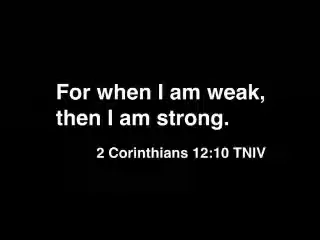 For when I am weak,
then I am strong.
2 Corinthians 12:10 TNIV